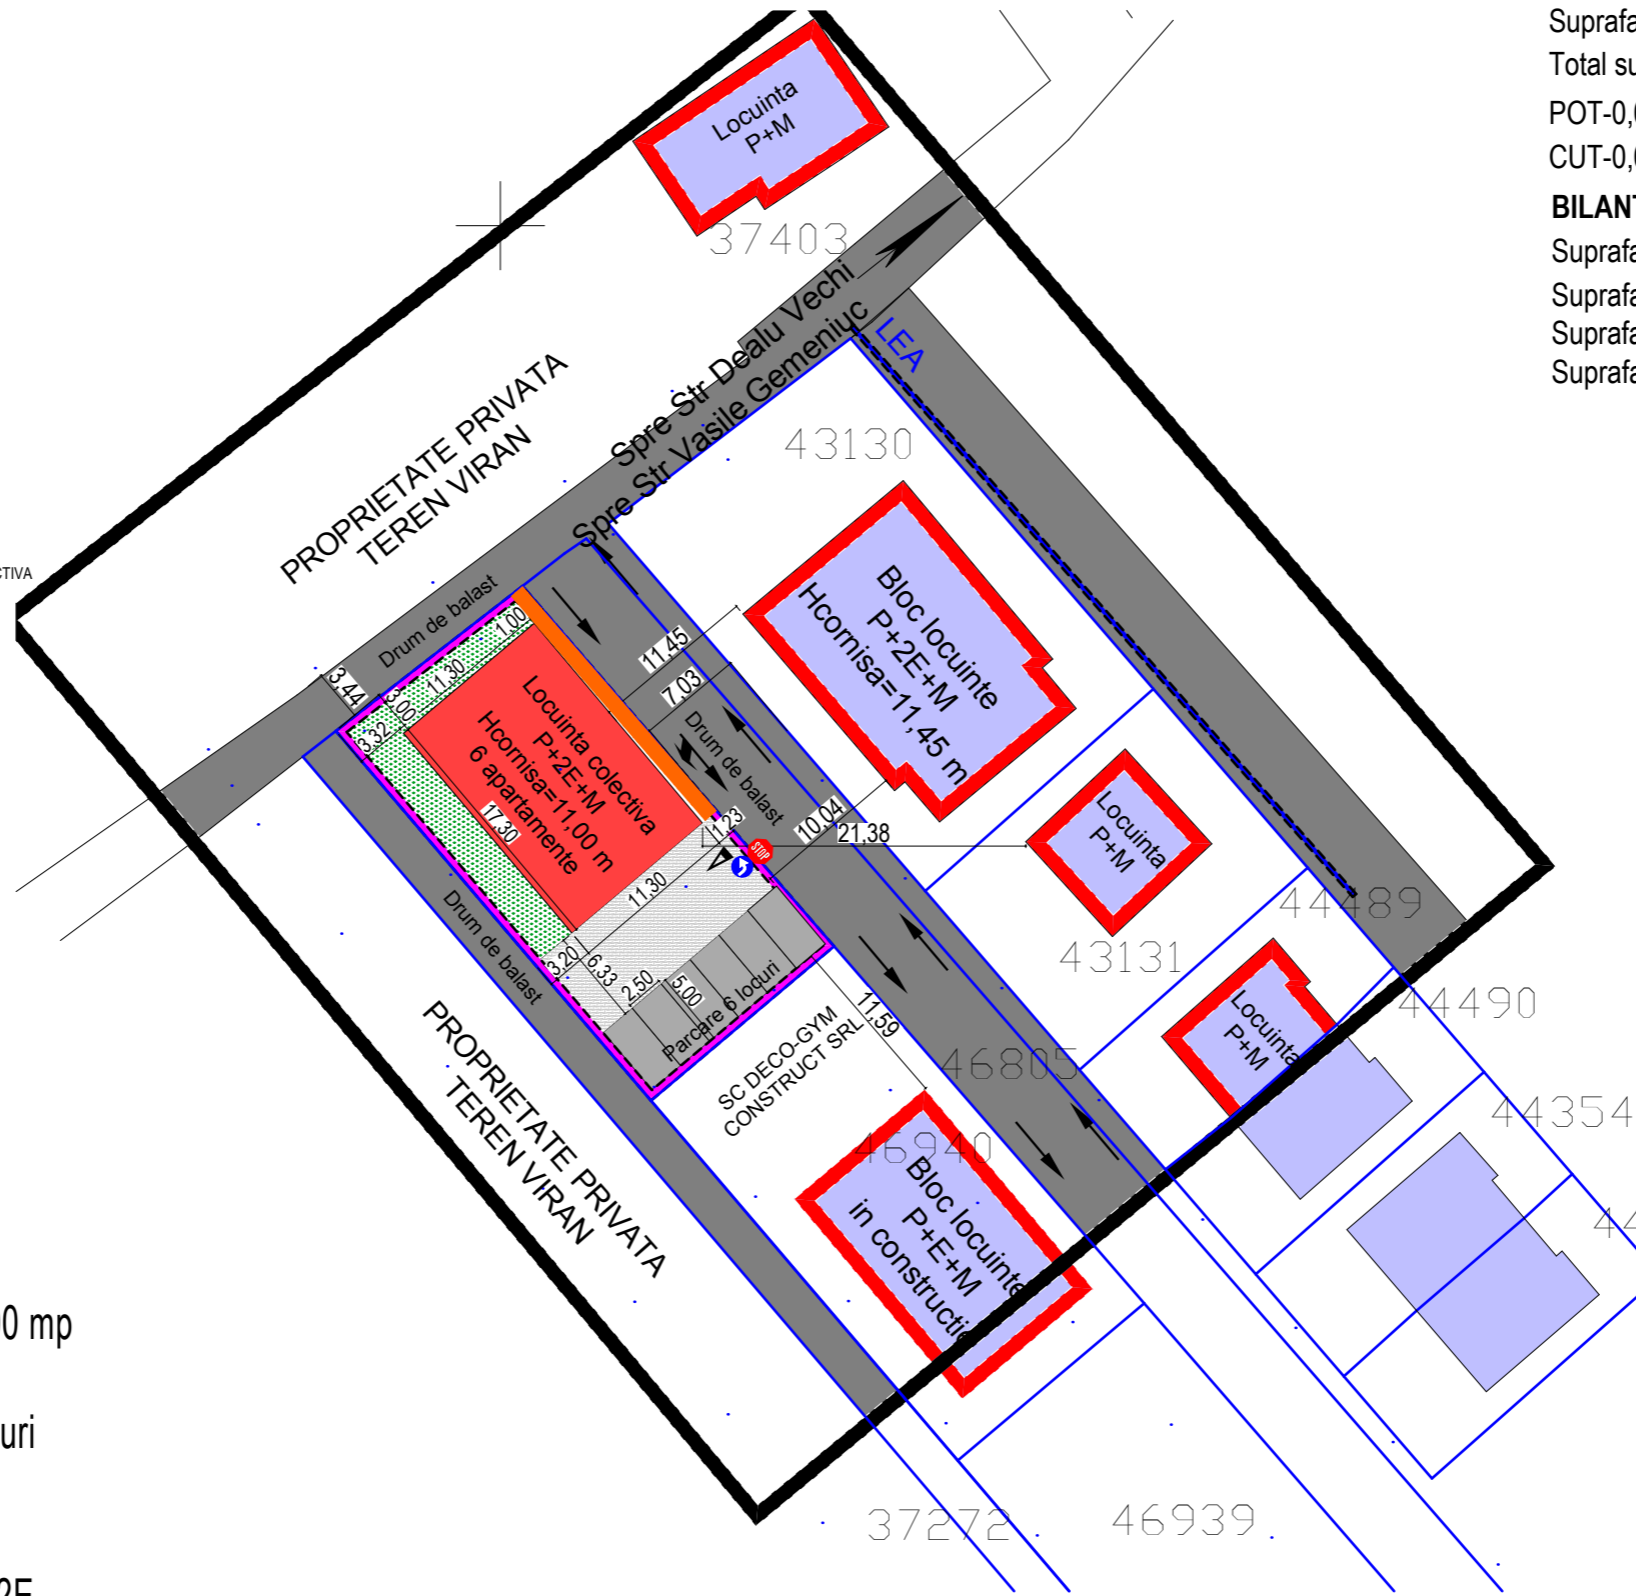 Suprafa
Total su
POT-0,
CUT-0,
BILANT
Suprafa
Suprafa
Suprafa
Suprafa
Locuinta
P+M
37403
Spre Str Dealu Vechi
Spre Str Vasile Gemeniuc
LEA
PROPRIETATE PRIVATA
TEREN VIRAN
43130
CTIVA
Drum de balast
1,00
11,30
3,44
3,00
3,32
Locuinta colectiva
P+2E+M
Hcornisa=11,00 m
6 apartamente
17,30
11,45
7,03
Drum de balast
Bloc locuinte
P+2E+M
Hcornisa=11,45 m
1,23
10,04
21,38
STOP
11,30
Locuinta
P+M
43131
44489
Drum de balast
3,20
6,33
2,50
5,00
Parcare 6 locuri
11,59
SC DECO-GYM
CONSTRUCT SRL
46805
Locuinta
P+M
44490
44354
44
PROPRIETATE PRIVATA
TEREN VIRAN
46940
Bloc locuinte
P+E+M
in constructie
0 mp
uri
37272
46939
2E